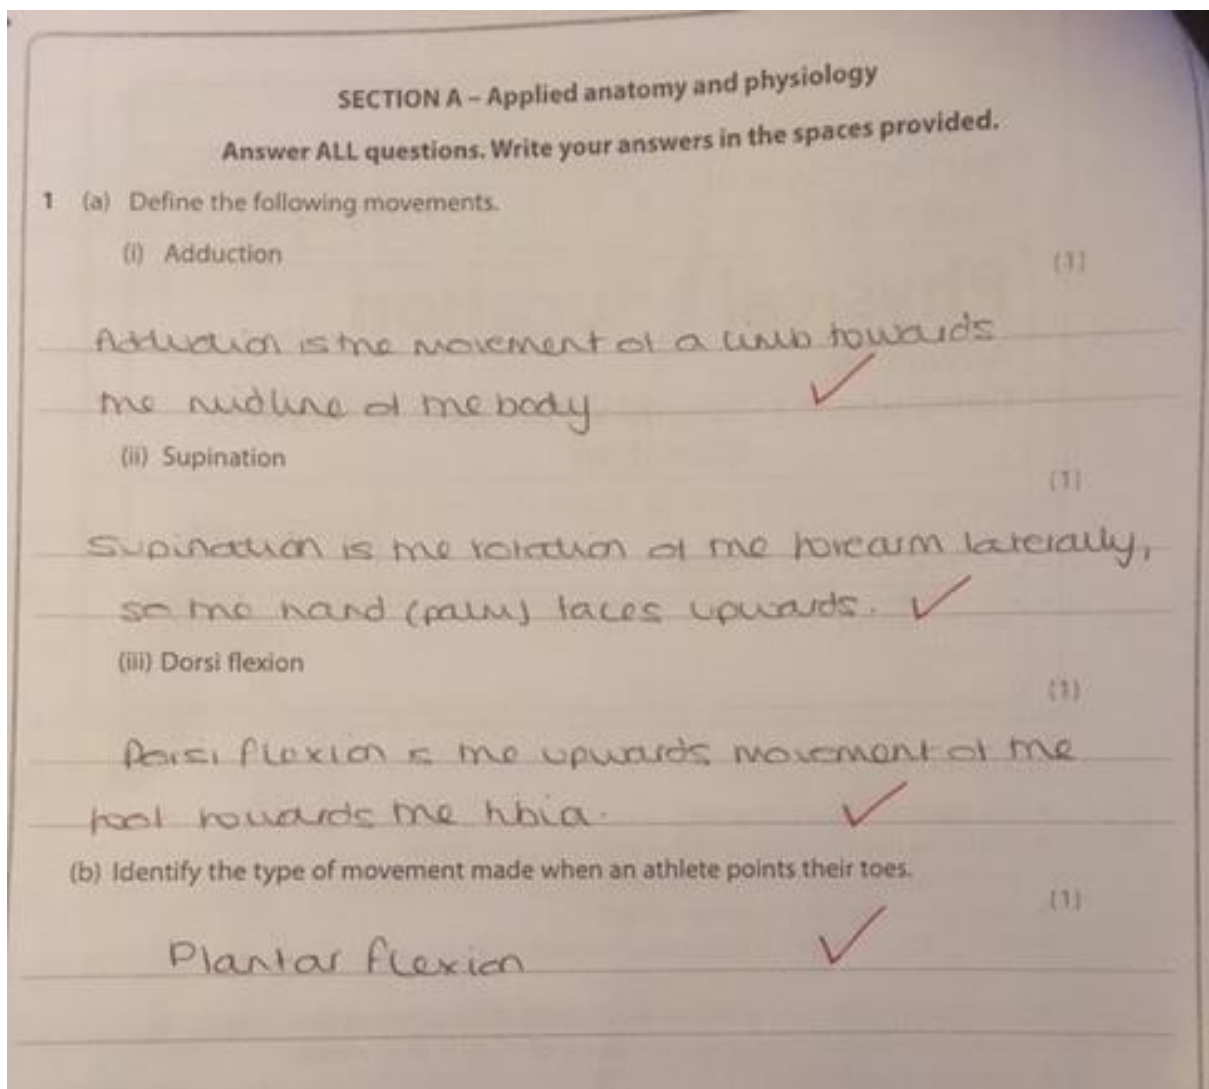 SECTION A – Applied anatomy and physiology
Answer ALL questions. Write your answers in the spaces provided.
1 (a) Define the following movements.
(i) Adduction
(1)
Adduction is the movement of a limb towards
the midline of the body
(ii) Supination
(1)
Supination is the rotation of the forearm laterally,
so the hand (palm) faces upwards.
(iii) Dorsi flexion
(1)
Dorsi flexion is the upwards movement of the
foot towards the tibia.
(b) Identify the type of movement made when an athlete points their toes.
(1)
Plantar flexion